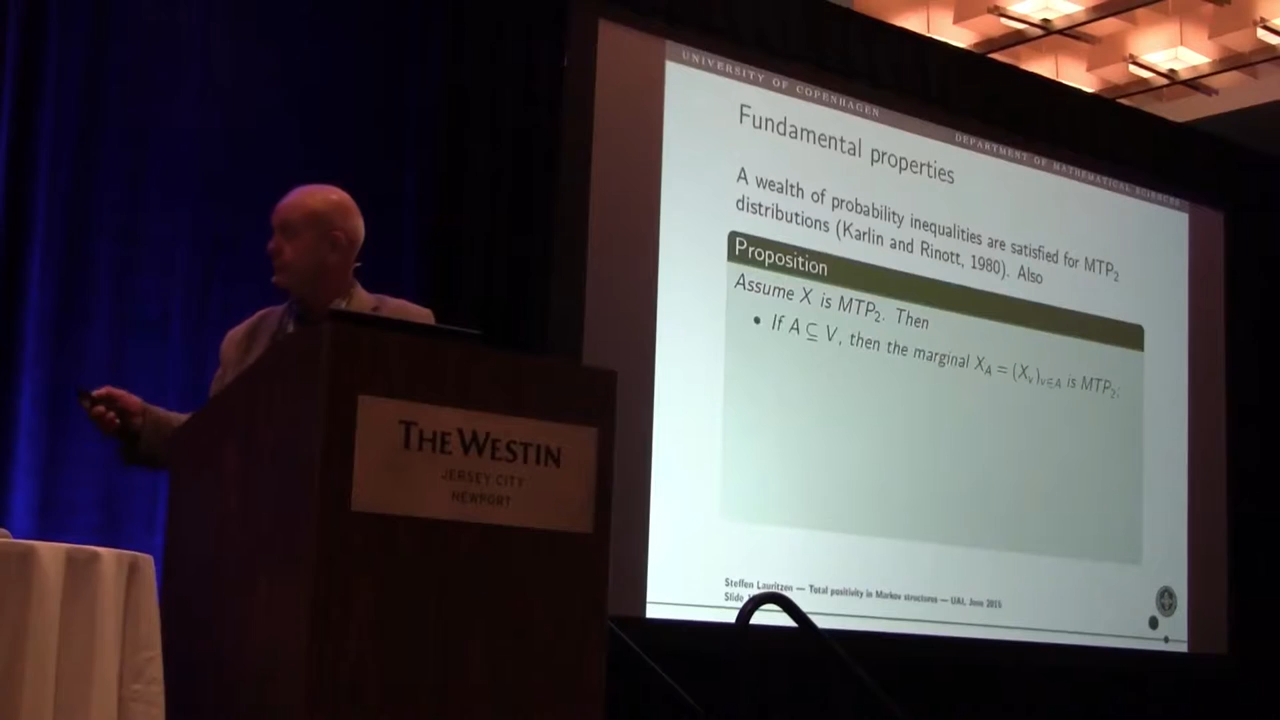 UNIVERSITY OF COPENHAGEN
DEPARTMENT OF MATHEMATICAL SCIENCES
Fundamental properties
A wealth of probability inequalities are satisfied for MTP₂
distributions (Karlin and Rinott, 1980). Also
Proposition
Assume X is MTP₂. Then
• If A ⊆ V, then the marginal X_A = (X_v)_{v∈A} is MTP₂;
Steffen Lauritzen — Total positivity in Markov structures — UAI, June 2016
Slide
THE WESTIN
JERSEY CITY
NEWPORT